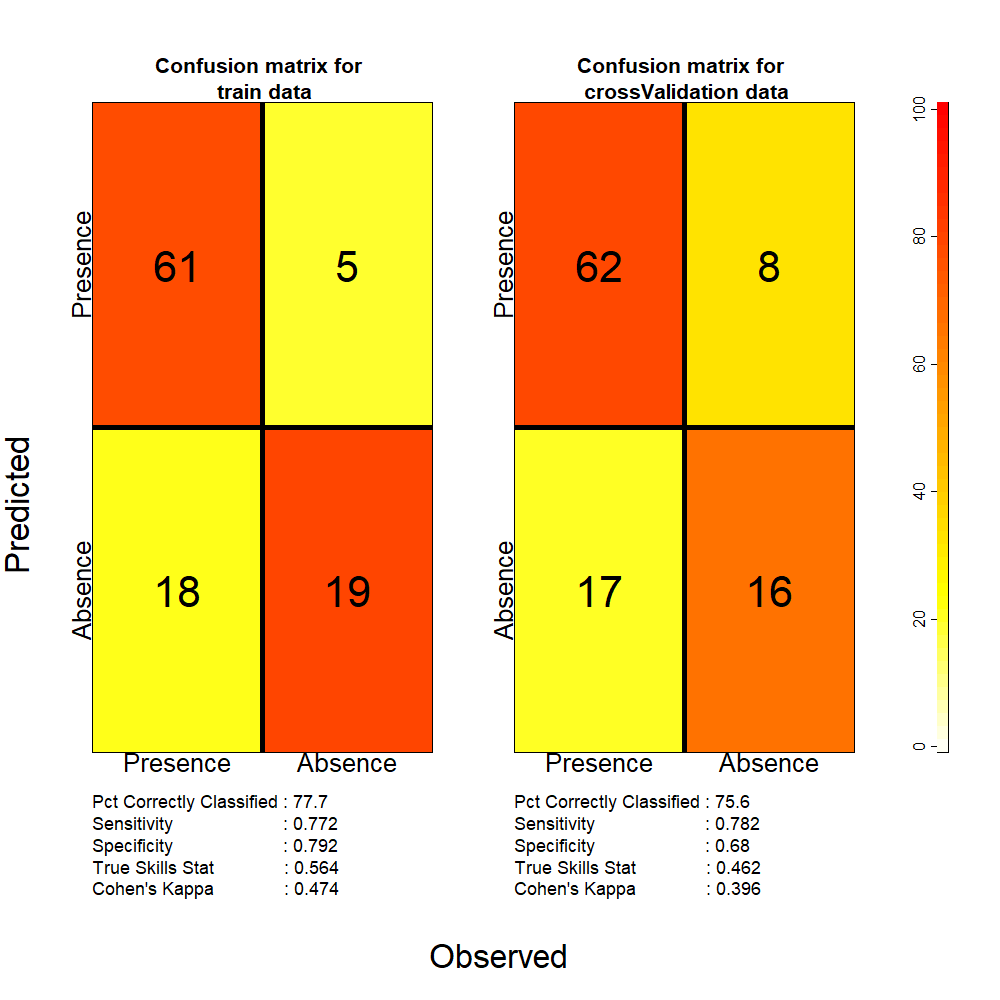 Confusion matrix for
train data
Presence
61
5
Absence
18
19
Presence
Absence
Pct Correctly Classified : 77.7
Sensitivity : 0.772
Specificity : 0.792
True Skills Stat : 0.564
Cohen's Kappa : 0.474
Confusion matrix for
crossValidation data
Presence
62
8
Absence
17
16
Presence
Absence
Pct Correctly Classified : 75.6
Sensitivity : 0.782
Specificity : 0.68
True Skills Stat : 0.462
Cohen's Kappa : 0.396
100
80
60
40
20
0
Predicted
Observed